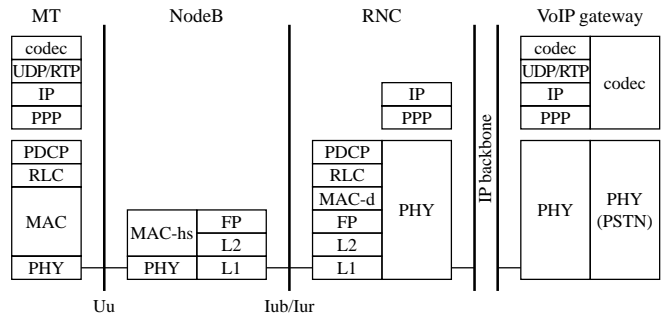 MT
NodeB
RNC
VoIP gateway
codec
UDP/RTP
IP
PPP
PDCP
RLC
MAC
PHY
Uu
MAC-hs
PHY
FP
L2
L1
Iub/Iur
IP
PPP
PDCP
RLC
MAC-d
FP
L2
L1
PHY
IP backbone
codec
UDP/RTP
IP
PPP
codec
PHY
PHY
(PSTN)